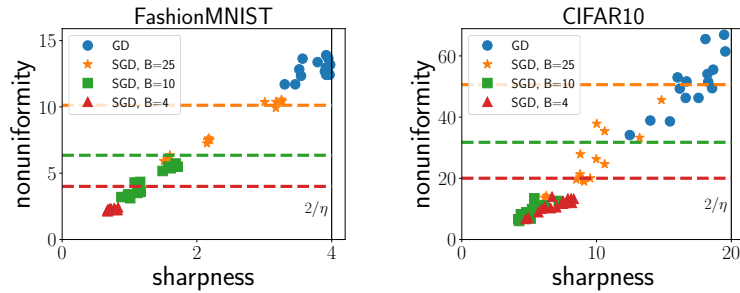 FashionMNIST
nonuniformity
15
10
5
0
GD
SGD, B=25
SGD, B=10
SGD, B=4
2/η
0
2
4
sharpness
CIFAR10
nonuniformity
60
40
20
0
GD
SGD, B=25
SGD, B=10
SGD, B=4
2/η
0
10
20
sharpness